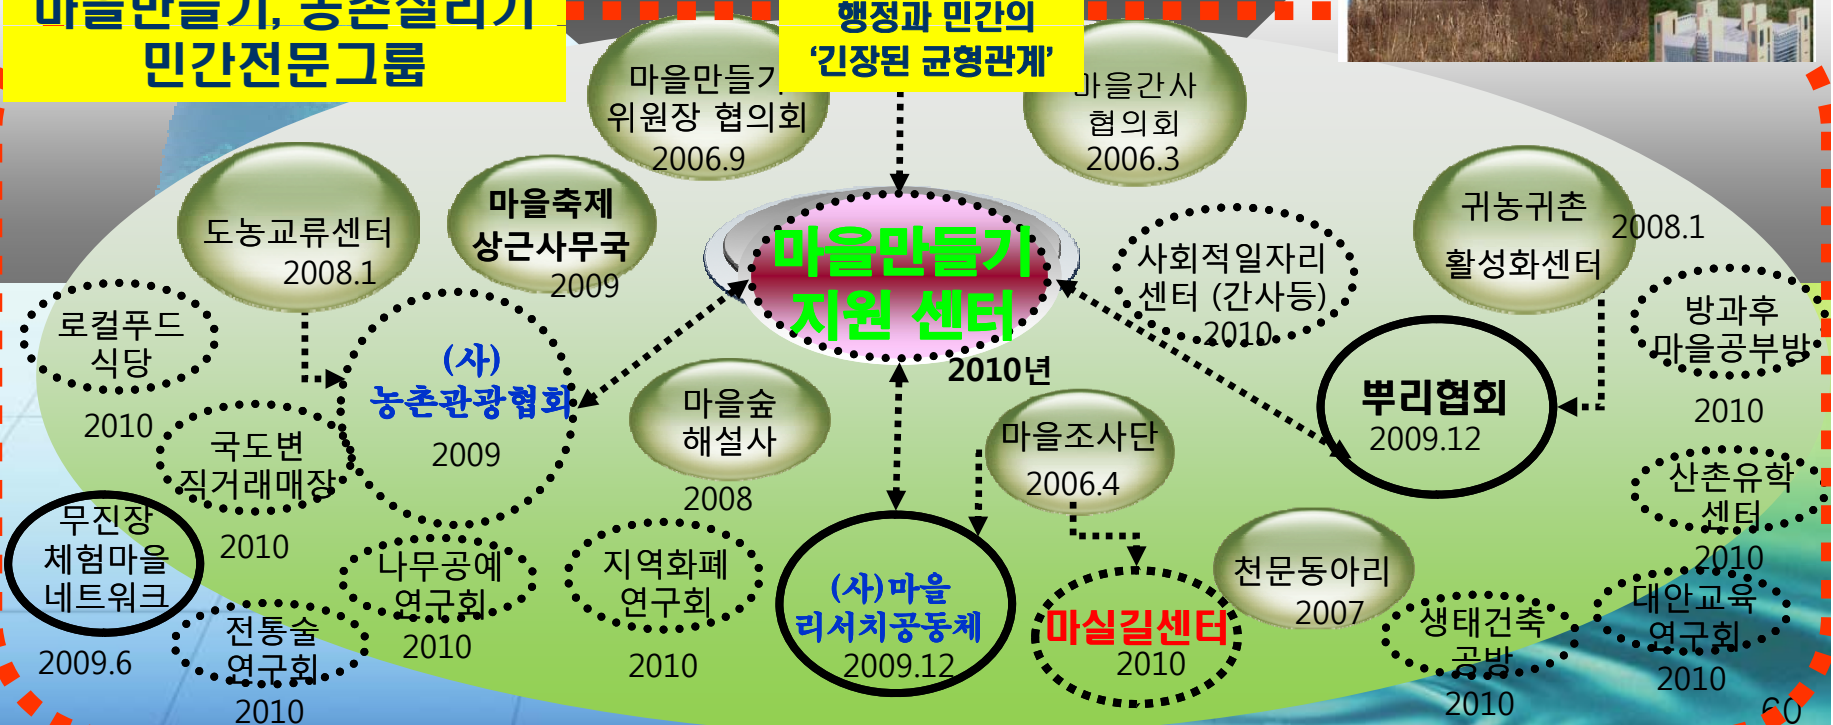 마을만들기, 농촌살리기
민간전문그룹
행정과 민간의
‘긴장된 균형관계’
마을만들기
위원장 협의회
2006.9
마을간사
협의회
2006.3
도농교류센터
2008.1
마을축제
상근사무국
2009
마을만들기
지원 센터
2010년
사회적일자리
센터 (간사등)
2010
귀농귀촌
활성화센터
2008.1
로컬푸드
식당
2010
(사)
농촌관광협회
2009
마을숲
해설사
2008
마을조사단
2006.4
뿌리협회
2009.12
방과후
마을공부방
2010
국도변
직거래매장
2010
산촌유학
센터
2010
무진장
체험마을
네트워크
2009.6
나무공예
연구회
2010
지역화폐
연구회
2010
(사)마을
리서치공동체
2009.12
마실길센터
2010
천문동아리
2007
생태건축
공방
2010
대안교육
연구회
2010
전통술
연구회
2010
60